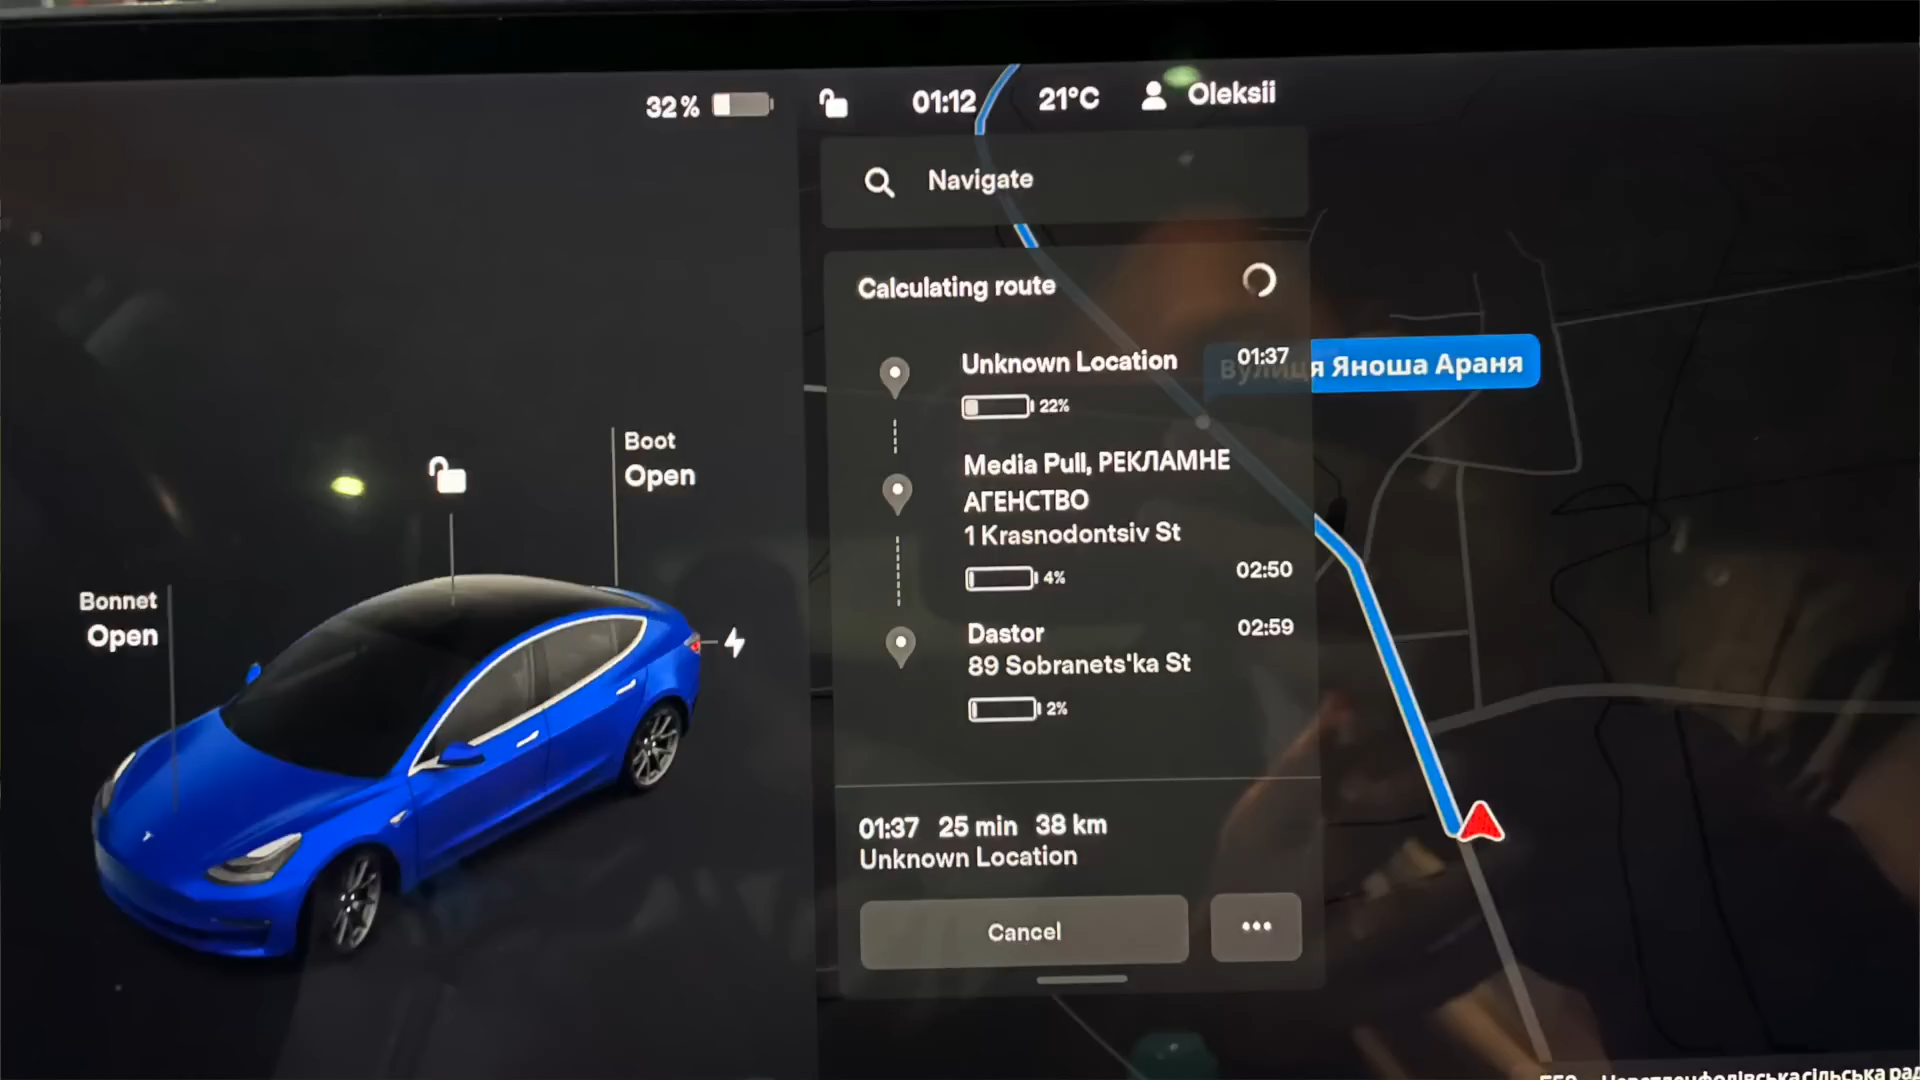 32%
01:12
21°C
Oleksii
Navigate
Calculating route
Unknown Location
01:37
22%
Вулиця Яноша Араня
Media Pull, РЕКЛАМНЕ
АГЕНСТВО
1 Krasnodontsiv St
4%
02:50
Dastor
02:59
89 Sobranets'ka St
2%
01:37 25 min 38 km
Unknown Location
Cancel
Boot
Open
Bonnet
Open